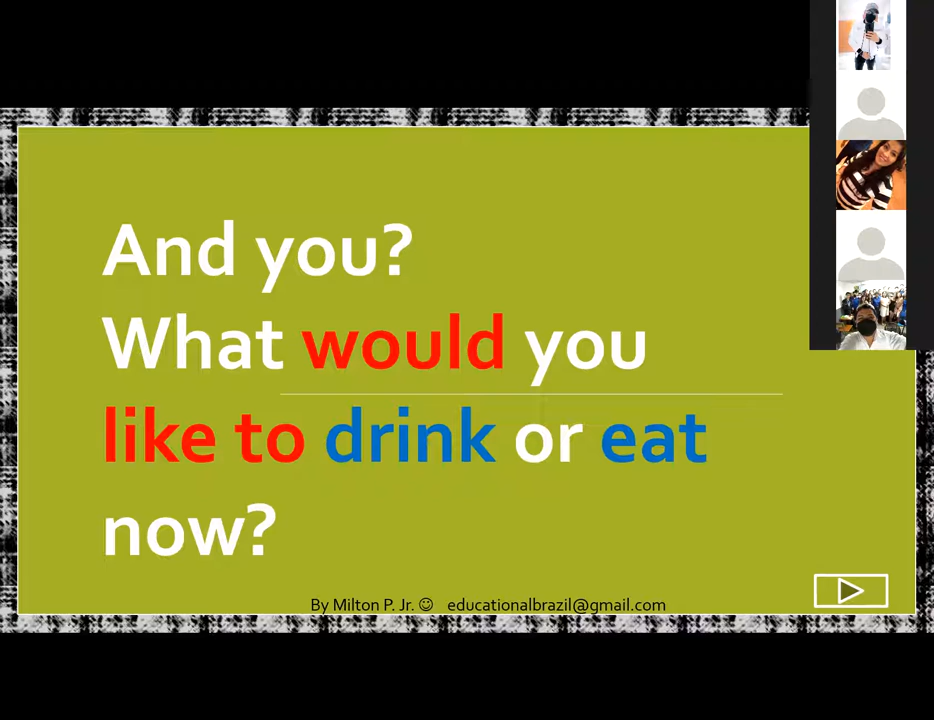 And you?
What would you
like to drink or eat
now?
By Milton P. Jr. ☺ educationalbrazil@gmail.com